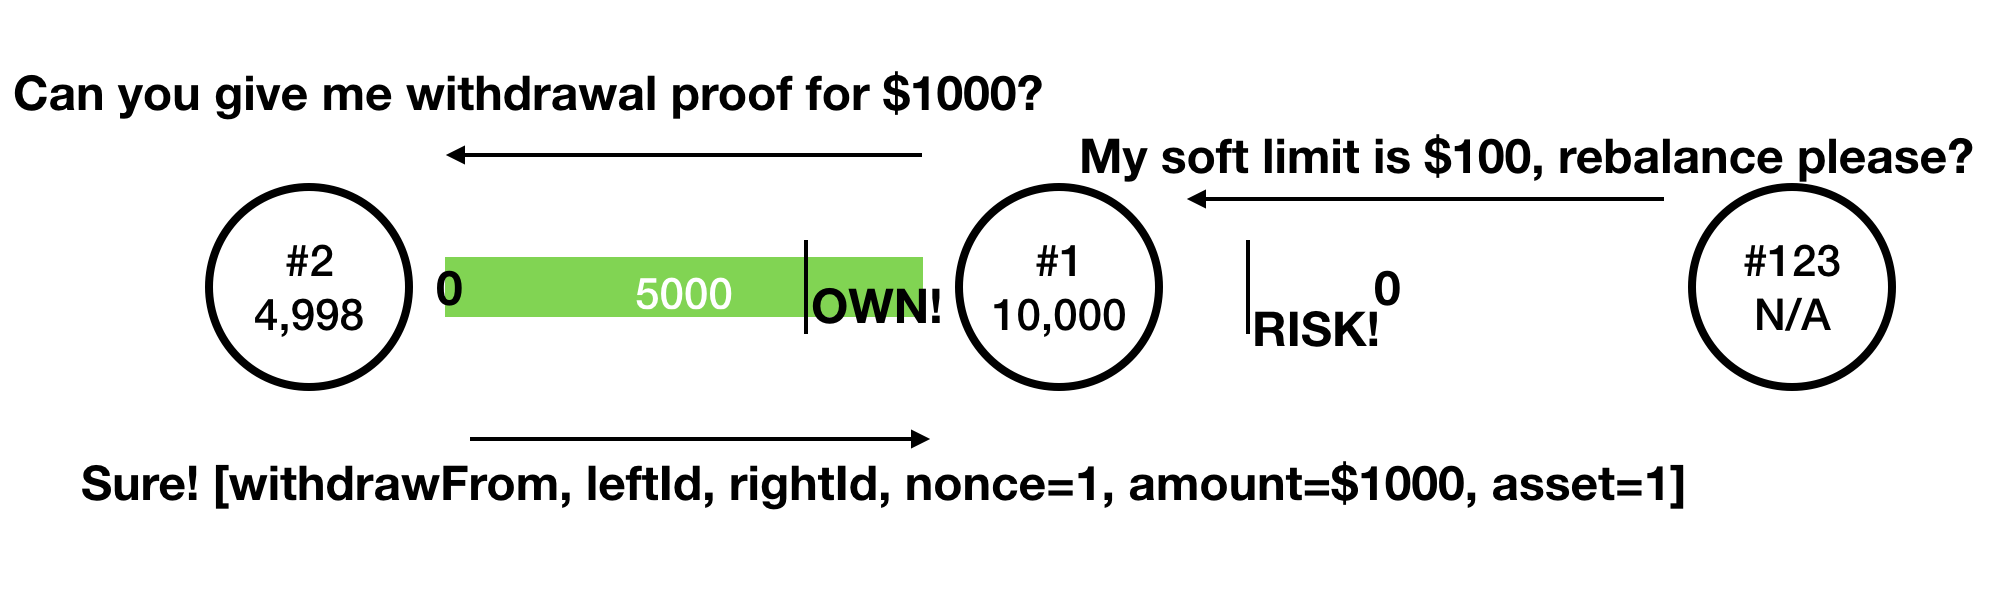 Can you give me withdrawal proof for $1000?
My soft limit is $100, rebalance please?
#2
4,998
0
5000
OWN!
#1
10,000
RISK!
0
#123
N/A
Sure! [withdrawFrom, leftId, rightId, nonce=1, amount=$1000, asset=1]